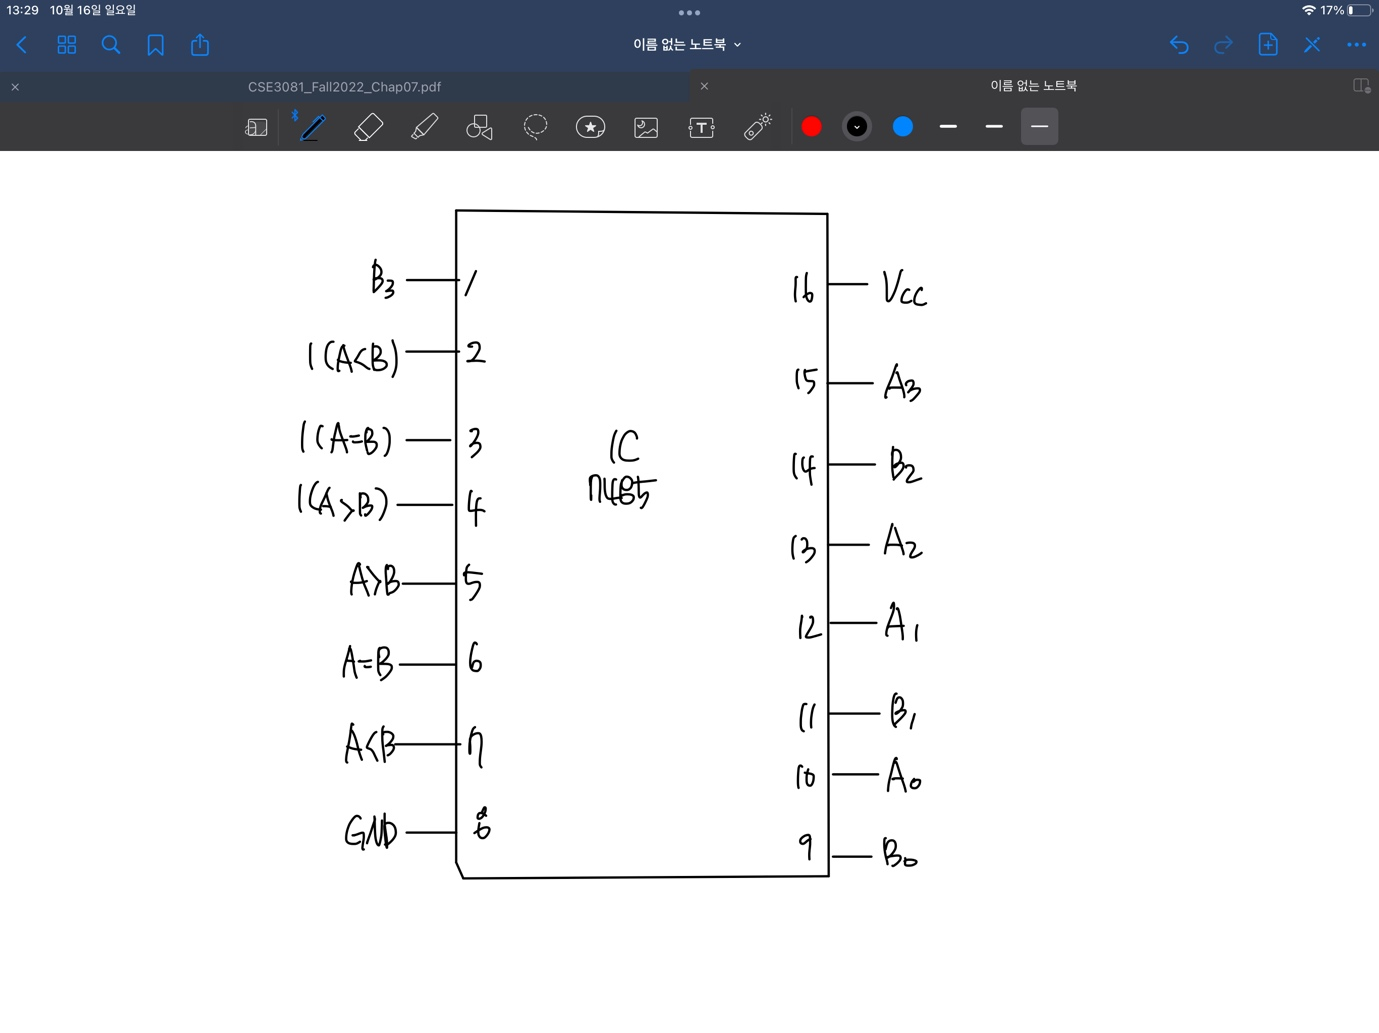 13:29 10월 16일 일요일
17%
이름 없는 노트북
CSE3081_Fall2022_Chap07.pdf
이름 없는 노트북
T
B3 1
16 Vcc
I(A<B) 2
15 A3
I(A=B) 3
IC
7485
14 B2
I(A>B) 4
13 A2
A>B 5
12 A1
A=B 6
11 B1
A<B 7
10 A0
GND 8
9 B0